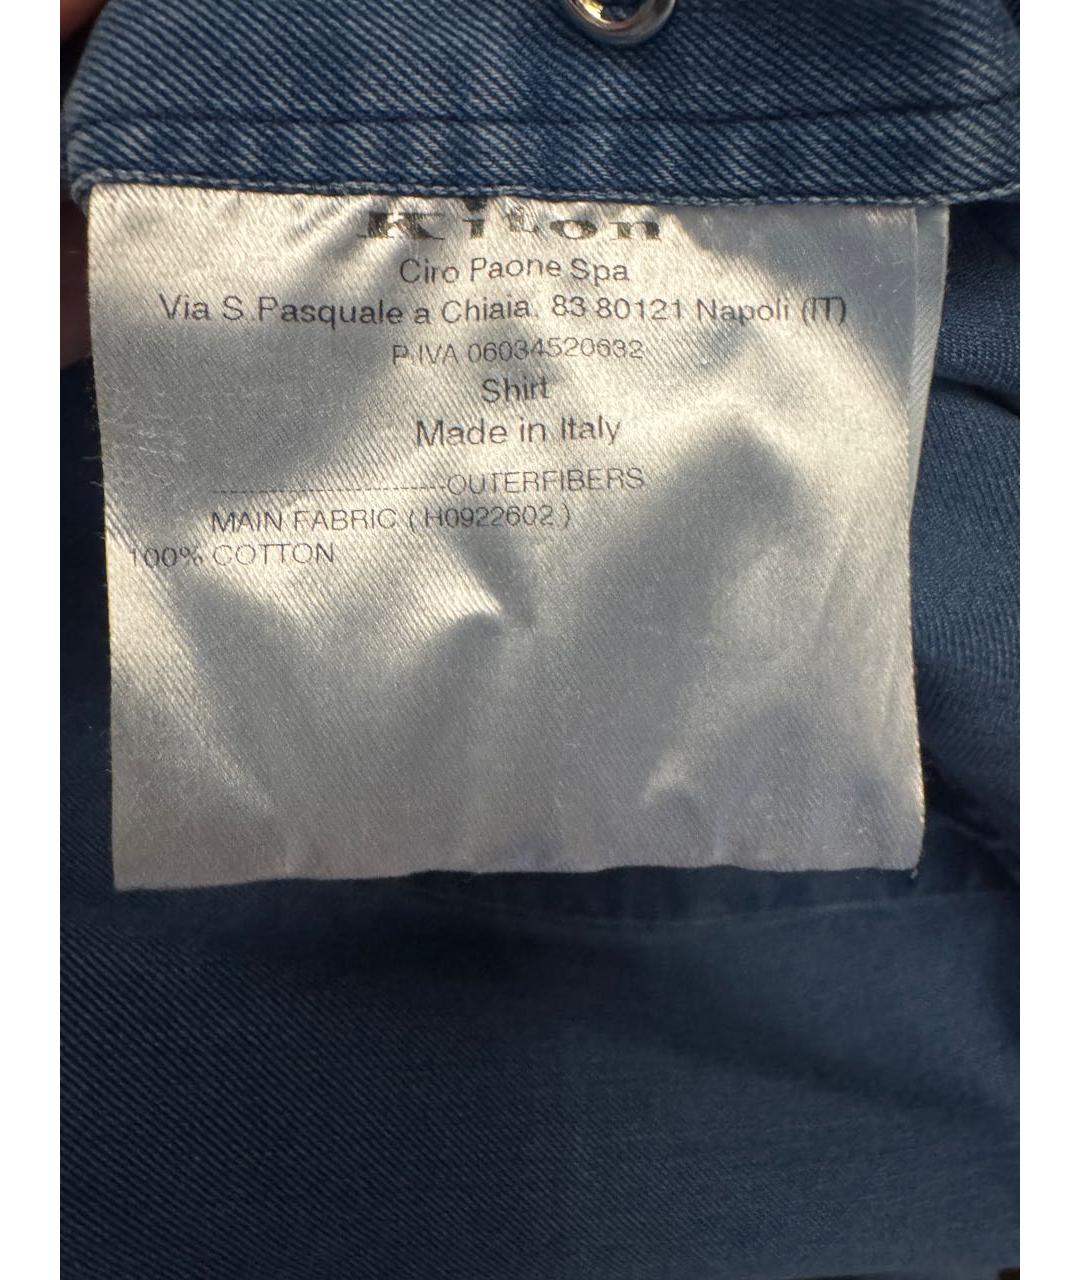 Kiton
Ciro Paone Spa
Via S.Pasquale a Chiaia. 83 80121 Napoli (IT)
P.IVA 06034520632
Shirt
Made in Italy
--------------------------OUTERFIBERS
MAIN FABRIC ( H0922602 )
100% COTTON